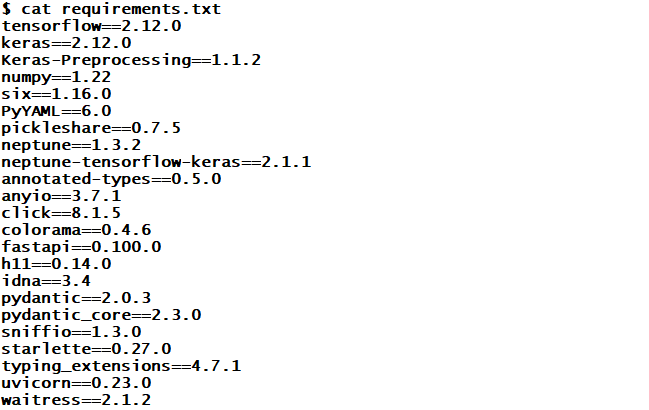 $ cat requirements.txt
tensorflow==2.12.0
keras==2.12.0
Keras-Preprocessing==1.1.2
numpy==1.22
six==1.16.0
PyYAML==6.0
pickleshare==0.7.5
neptune==1.3.2
neptune-tensorflow-keras==2.1.1
annotated-types==0.5.0
anyio==3.7.1
click==8.1.5
colorama==0.4.6
fastapi==0.100.0
h11==0.14.0
idna==3.4
pydantic==2.0.3
pydantic_core==2.3.0
sniffio==1.3.0
starlette==0.27.0
typing_extensions==4.7.1
uvicorn==0.23.0
waitress==2.1.2